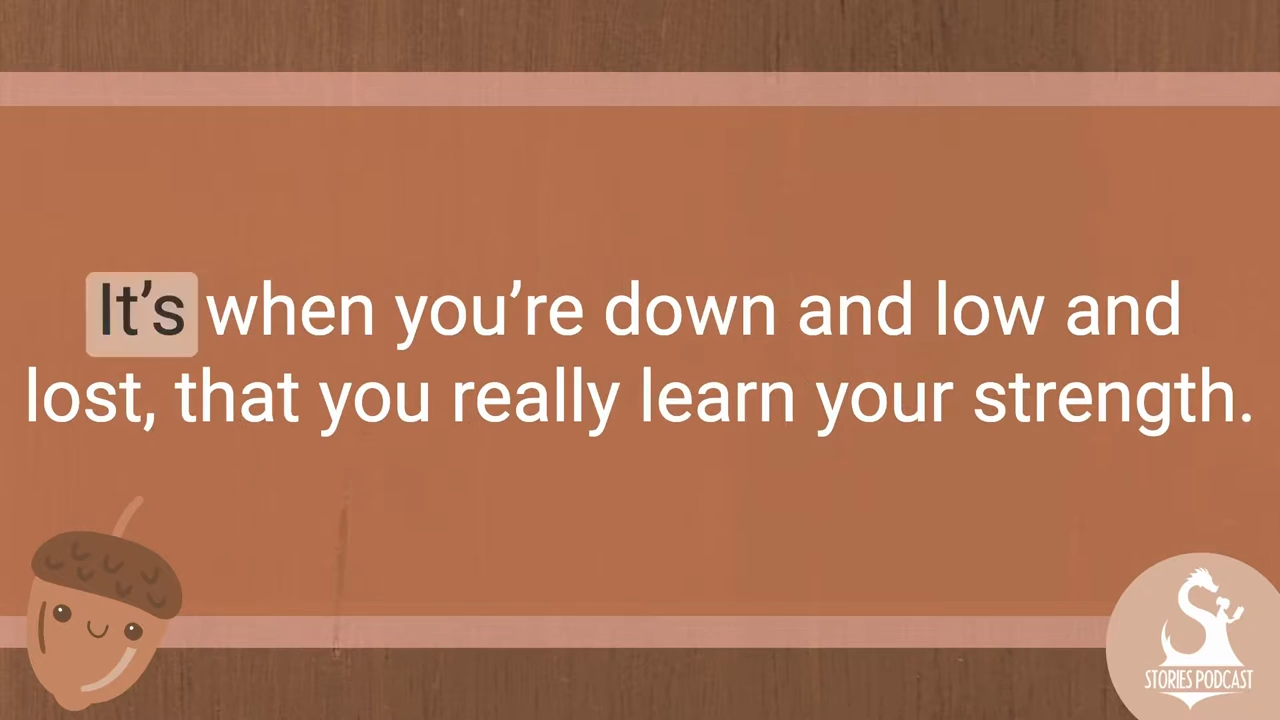 It’s when you’re down and low and
lost, that you really learn your strength.
STORIES PODCAST